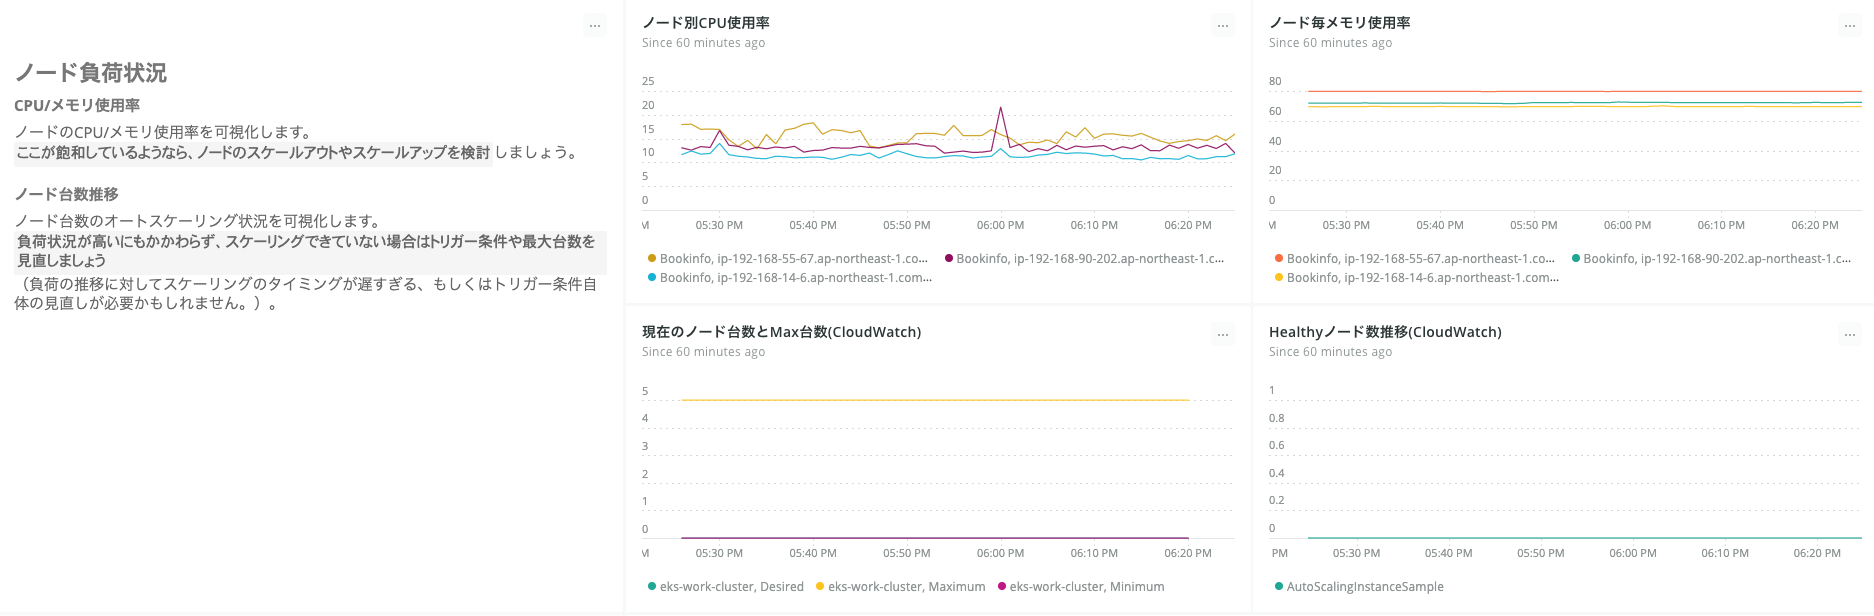 ...
ノード負荷状況
CPU/メモリ使用率
ノードのCPU/メモリ使用率を可視化します。
ここが飽和しているようなら、ノードのスケールアウトやスケールアップを検討しましょう。
ノード台数推移
ノード台数のオートスケーリング状況を可視化します。
負荷状況が高いにもかかわらず、スケーリングできていない場合はトリガー条件や最大台数を
見直しましょう
（負荷の推移に対してスケーリングのタイミングが遅すぎる、もしくはトリガー条件自
体の見直しが必要かもしれません。）。
ノード別CPU使用率
...
Since 60 minutes ago
25
20
15
10
5
0
M 05:30 PM 05:40 PM 05:50 PM 06:00 PM 06:10 PM 06:20 PM
Bookinfo, ip-192-168-55-67.ap-northeast-1.co... Bookinfo, ip-192-168-90-202.ap-northeast-1.c...
Bookinfo, ip-192-168-14-6.ap-northeast-1.com...
ノード毎メモリ使用率
...
Since 60 minutes ago
80
60
40
20
0
M 05:30 PM 05:40 PM 05:50 PM 06:00 PM 06:10 PM 06:20 PM
Bookinfo, ip-192-168-55-67.ap-northeast-1.co... Bookinfo, ip-192-168-90-202.ap-northeast-1.c...
Bookinfo, ip-192-168-14-6.ap-northeast-1.com...
現在のノード台数とMax台数(CloudWatch)
...
Since 60 minutes ago
5
4
3
2
1
0
M 05:30 PM 05:40 PM 05:50 PM 06:00 PM 06:10 PM 06:20 PM
eks-work-cluster, Desired eks-work-cluster, Maximum eks-work-cluster, Minimum
Healthyノード数推移(CloudWatch)
...
Since 60 minutes ago
1
0.8
0.6
0.4
0.2
0
PM 05:30 PM 05:40 PM 05:50 PM 06:00 PM 06:10 PM 06:20 PM
AutoScalingInstanceSample